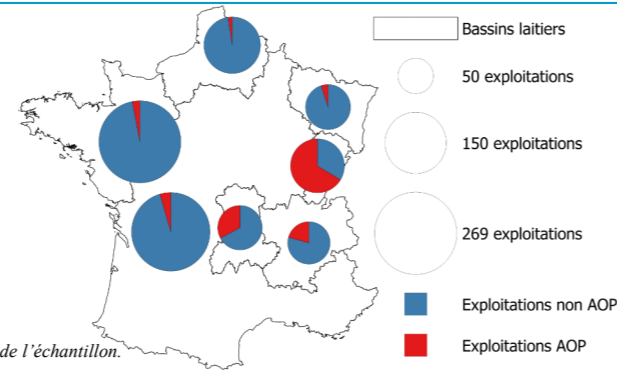 Bassins laitiers
50 exploitations
150 exploitations
269 exploitations
Exploitations non AOP
Exploitations AOP
de l’échantillon.